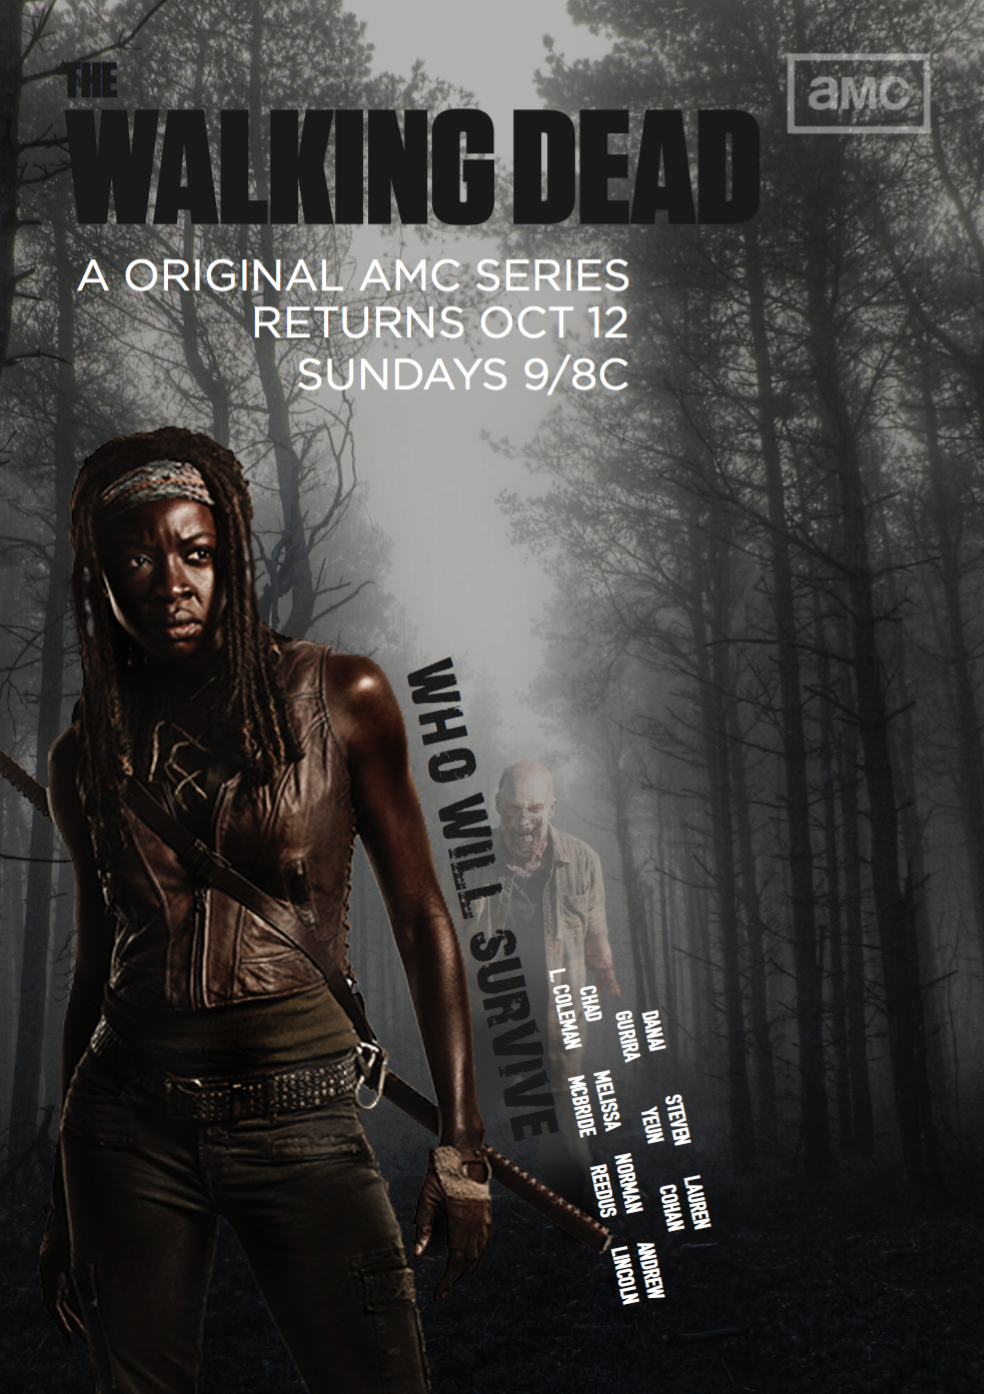 THE
WALKING DEAD
aMC
A ORIGINAL AMC SERIES
RETURNS OCT 12
SUNDAYS 9/8C
WHO WILL SURVIVE
DANAI
GURIRA
CHAD
L. COLEMAN
STEVEN
YEUN
MELISSA
MCBRIDE
LAUREN
COHAN
NORMAN
REEDUS
ANDREW
LINCOLN